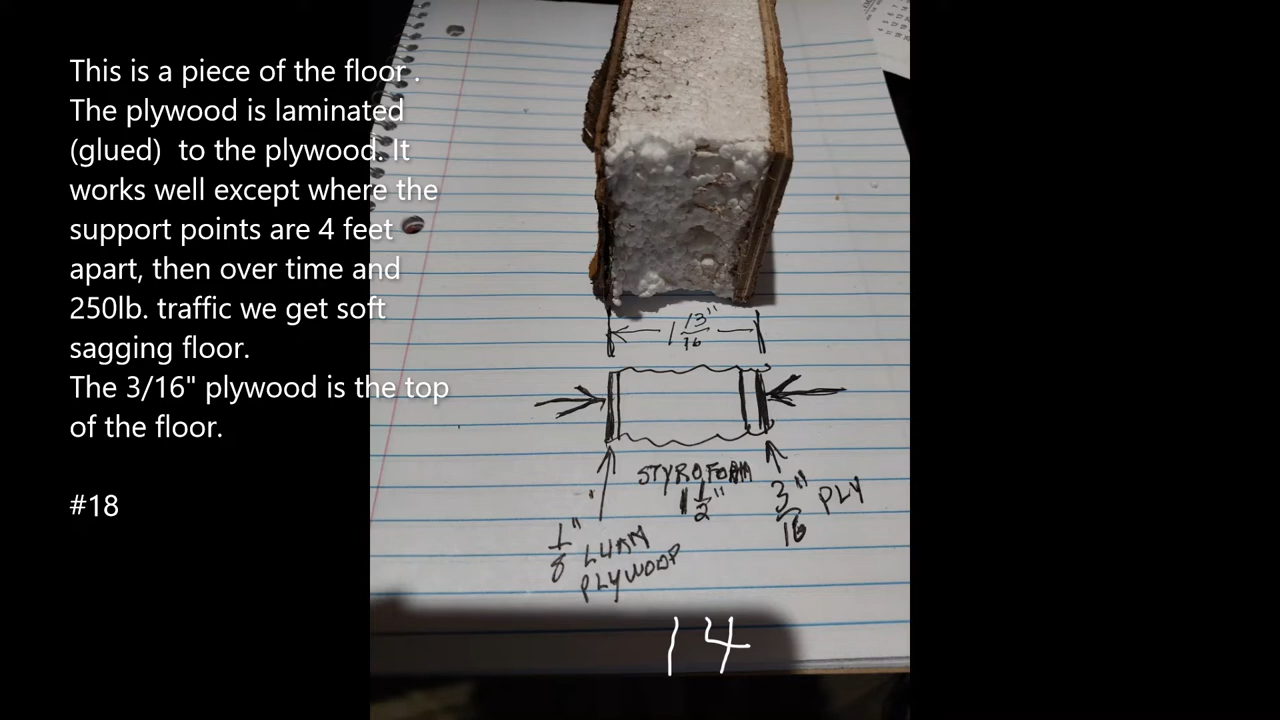 This is a piece of the floor .
The plywood is laminated
(glued)  to the plywood. It
works well except where the
support points are 4 feet
apart, then over time and
250lb. traffic we get soft
sagging floor.
The 3/16" plywood is the top
of the floor.
#18
1 13/16"
STYROFOAM
1 1/2"
3/16" PLY
1/8" LUAN
PLYWOOD
14